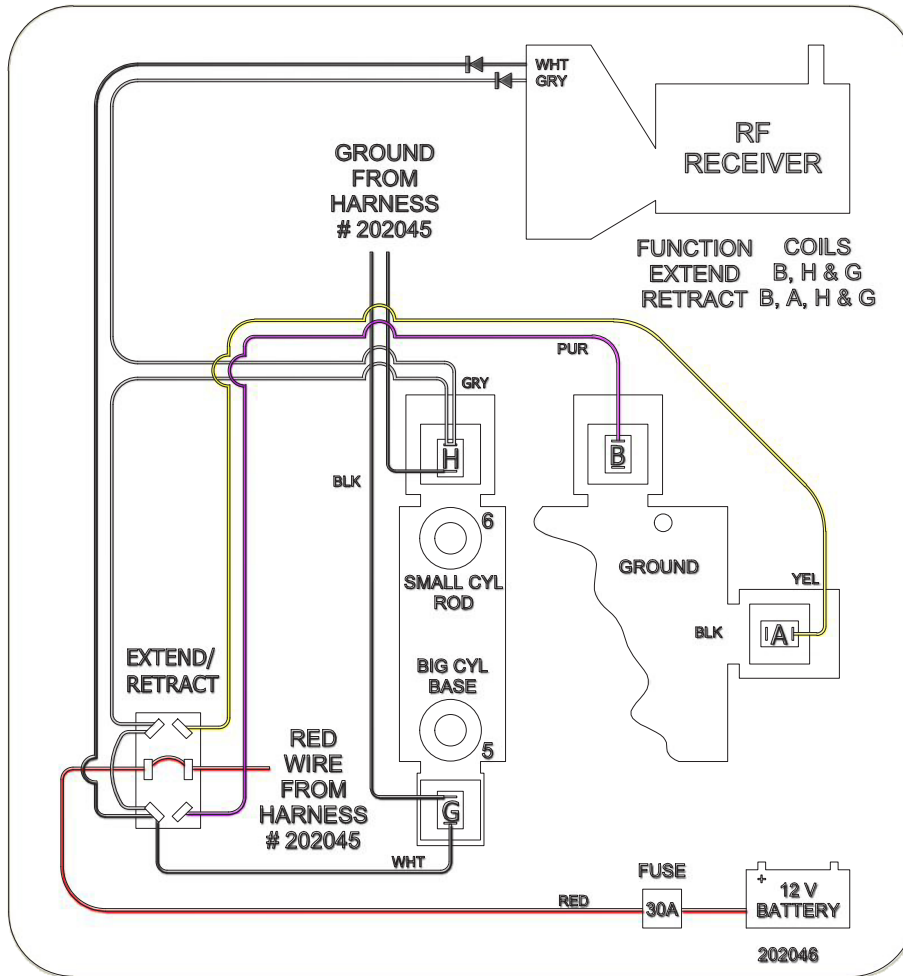 WHT
GRY
RF
RECEIVER
GROUND
FROM
HARNESS
# 202045
FUNCTION COILS
EXTEND B, H & G
RETRACT B, A, H & G
PUR
GRY
H
B
BLK
6
SMALL CYL
ROD
GROUND
YEL
BLK
A
EXTEND/
RETRACT
BIG CYL
BASE
5
RED
WIRE
FROM
HARNESS
# 202045
G
WHT
FUSE
30A
RED
+
12 V
BATTERY
202046